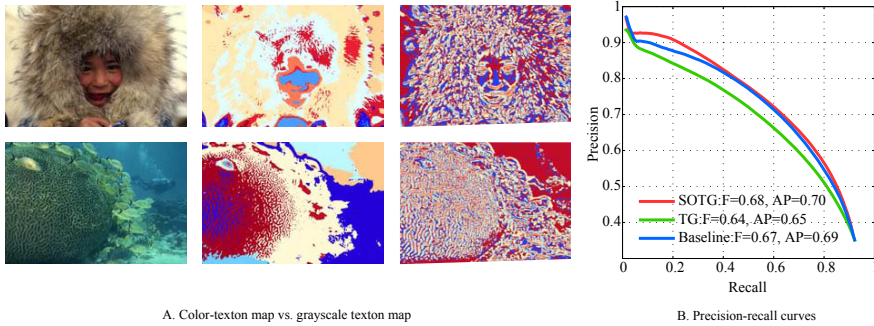 1
0.9
0.8
0.7
0.6
0.5
0.4
Precision
SOTG:F=0.68, AP=0.70
TG:F=0.64, AP=0.65
Baseline:F=0.67, AP=0.69
0 0.2 0.4 0.6 0.8 1
Recall
A. Color-texton map vs. grayscale texton map
B. Precision-recall curves